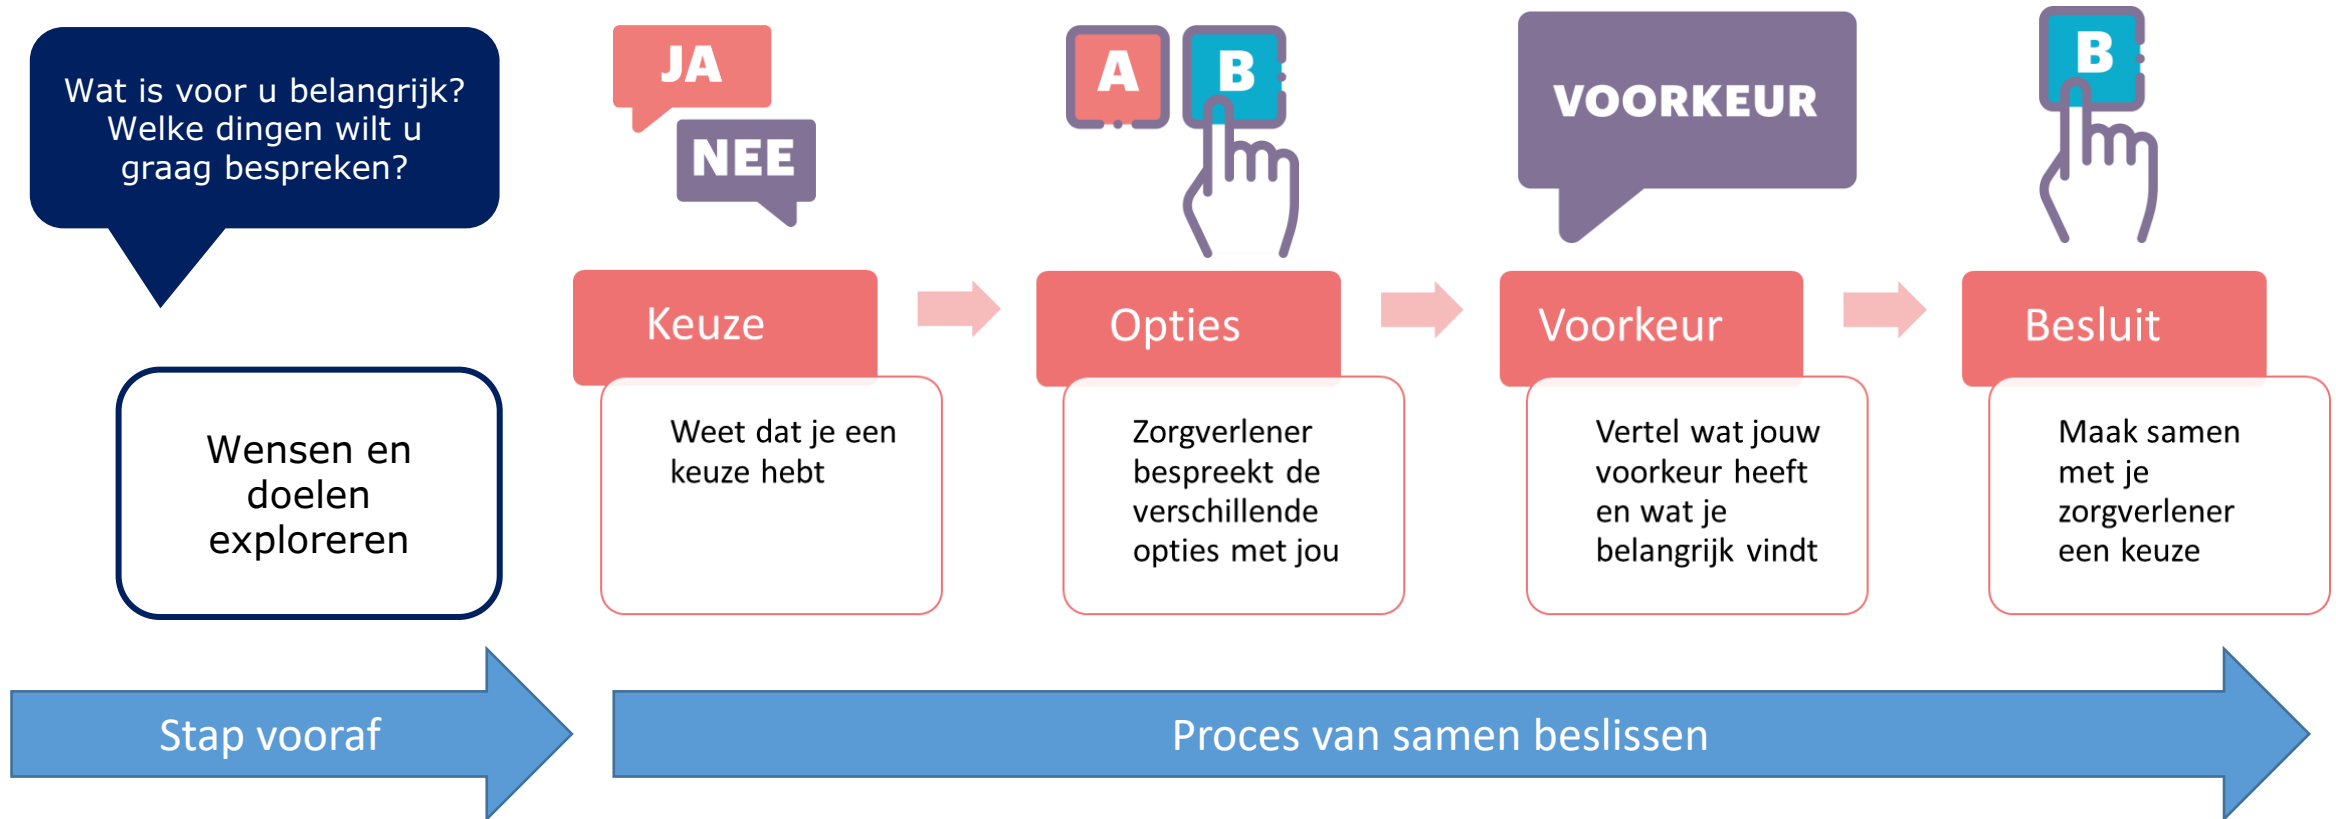 Wat is voor u belangrijk?
Welke dingen wilt u
graag bespreken?
Wensen en
doelen
exploreren
Stap vooraf
JA
NEE
Keuze
Weet dat je een
keuze hebt
A
B
Opties
Zorgverlener
bespreekt de
verschillende
opties met jou
VOORKEUR
Voorkeur
Vertel wat jouw
voorkeur heeft
en wat je
belangrijk vindt
B
Besluit
Maak samen
met je
zorgverlener
een keuze
Proces van samen beslissen